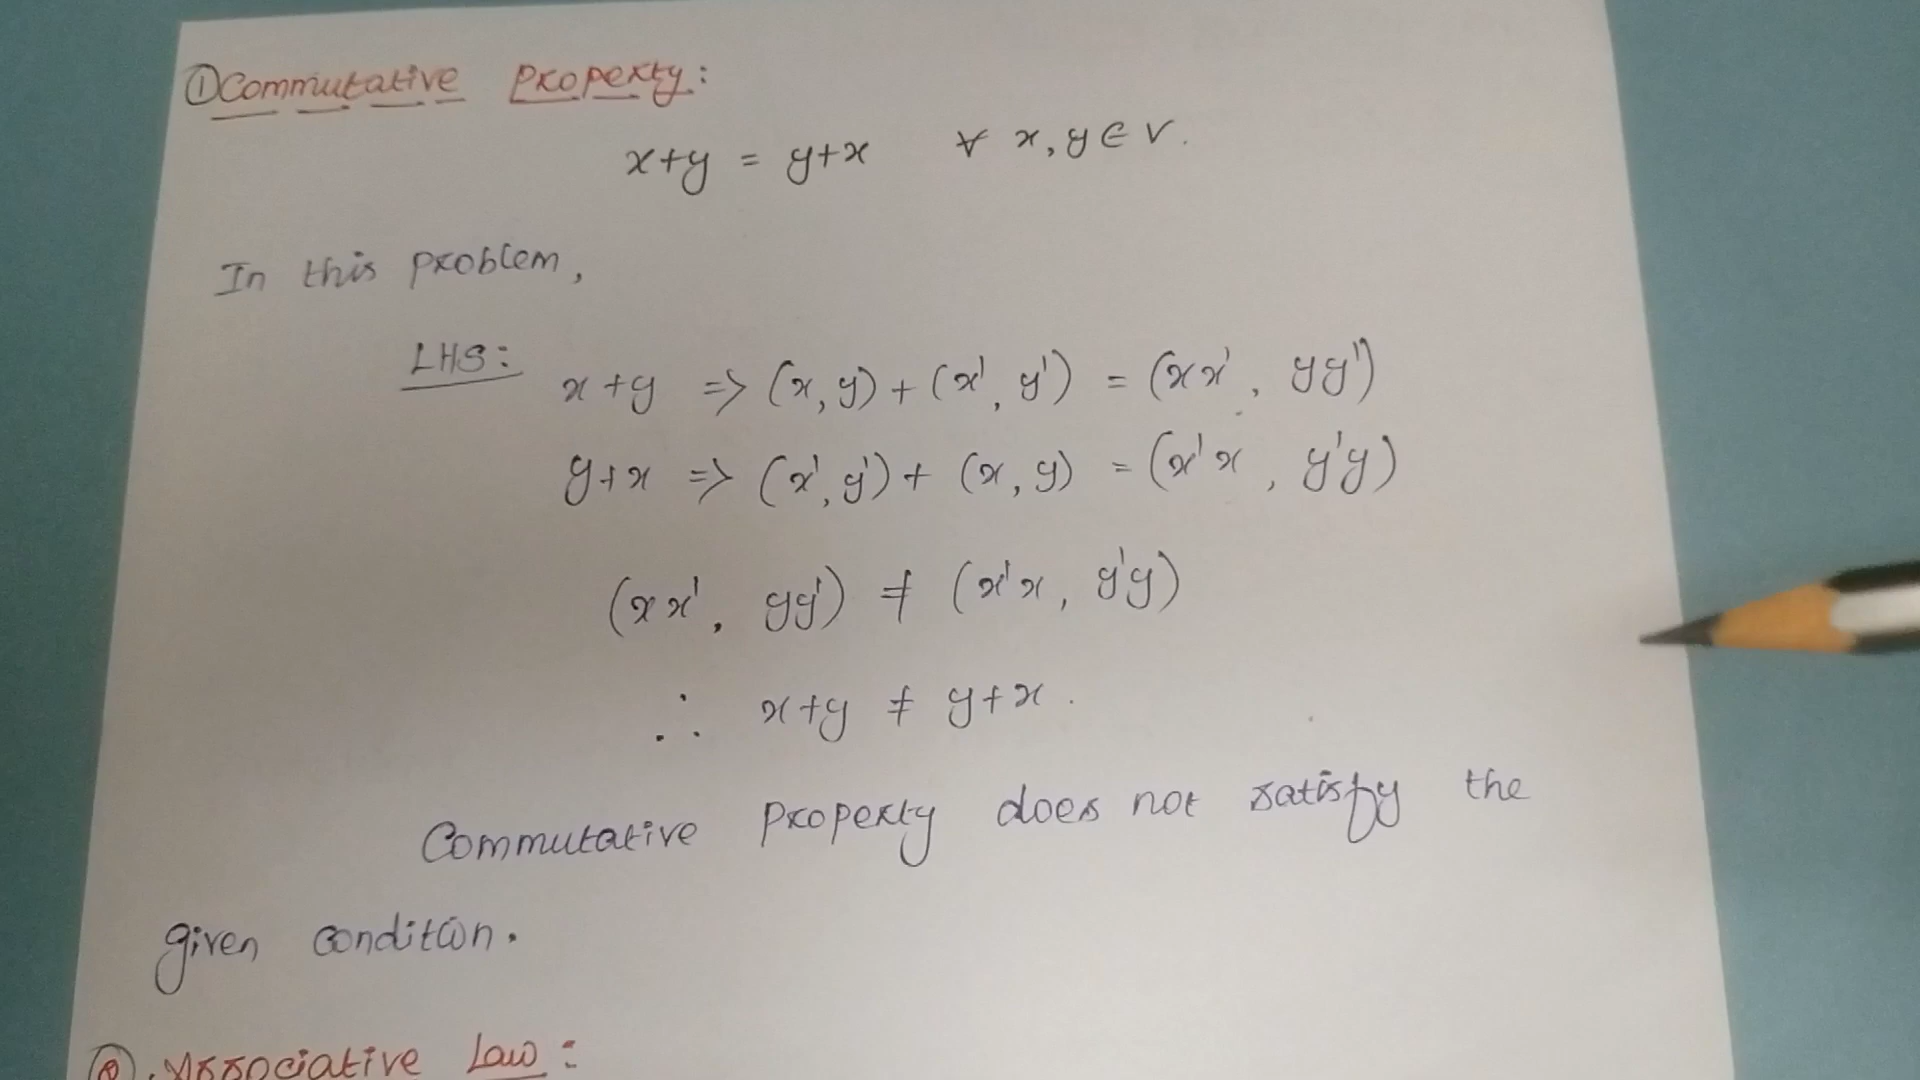 ① Commutative Property:
x+y = y+x ∀ x, y ∈ V.
In this problem,
LHS: x+y => (x, y) + (x', y') = (xx', yy')
y+x => (x', y') + (x, y) = (x'x, y'y)
(xx', yy') ≠ (x'x, y'y)
∴ x+y ≠ y+x.
Commutative Property does not satisfy the
given condition.
②. Associative Law: